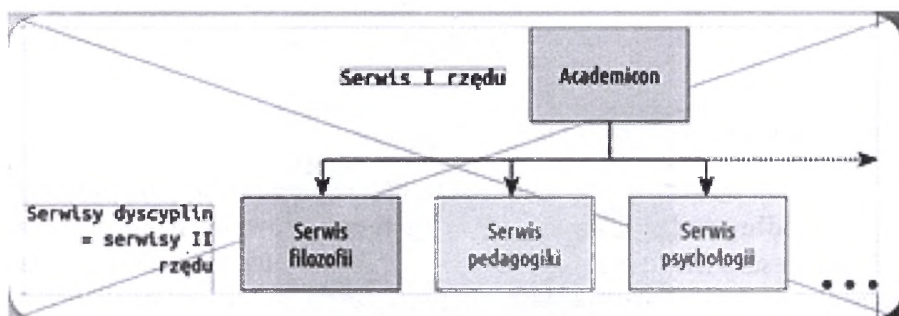 Serwis I rzędu
Academicon
Serwisy dyscyplin
= serwisy II
rzędu
Serwis
filozofii
Serwis
pedagogiki
Serwis
psychologii
...